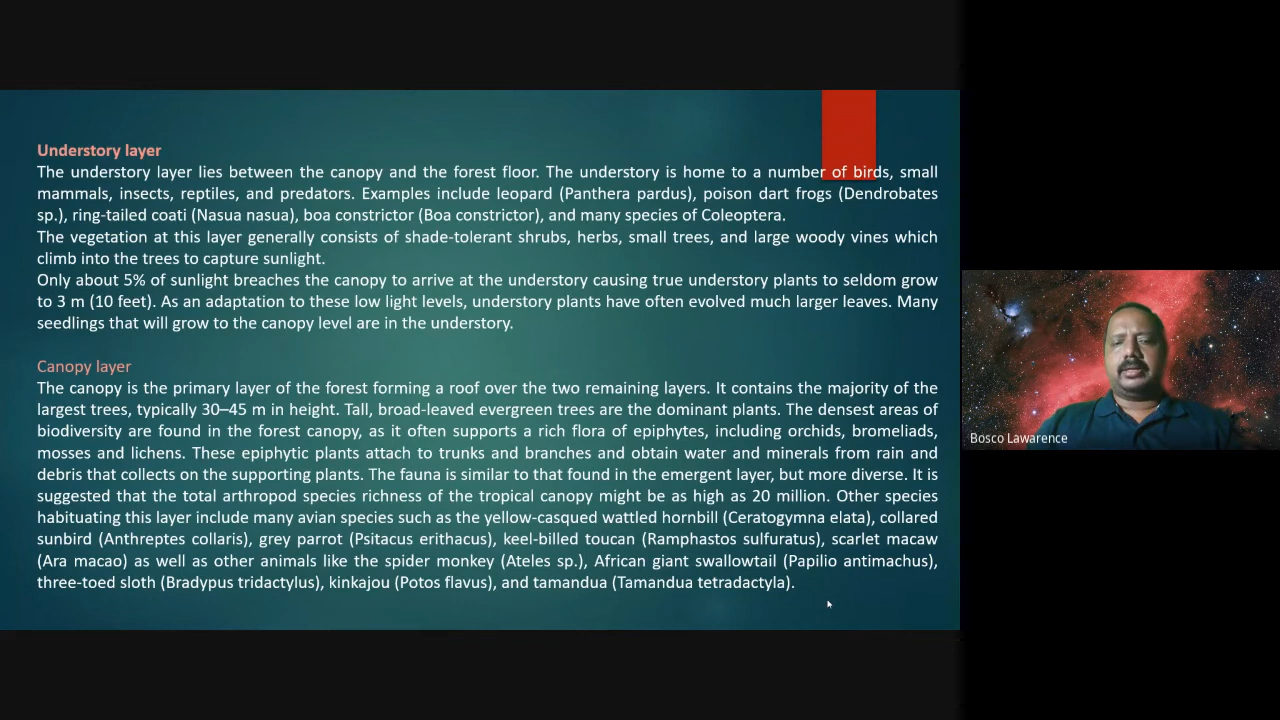 Understory layer
The understory layer lies between the canopy and the forest floor. The understory is home to a number of birds, small
mammals, insects, reptiles, and predators. Examples include leopard (Panthera pardus), poison dart frogs (Dendrobates
sp.), ring-tailed coati (Nasua nasua), boa constrictor (Boa constrictor), and many species of Coleoptera.
The vegetation at this layer generally consists of shade-tolerant shrubs, herbs, small trees, and large woody vines which
climb into the trees to capture sunlight.
Only about 5% of sunlight breaches the canopy to arrive at the understory causing true understory plants to seldom grow
to 3 m (10 feet). As an adaptation to these low light levels, understory plants have often evolved much larger leaves. Many
seedlings that will grow to the canopy level are in the understory.
Canopy layer
The canopy is the primary layer of the forest forming a roof over the two remaining layers. It contains the majority of the
largest trees, typically 30–45 m in height. Tall, broad-leaved evergreen trees are the dominant plants. The densest areas of
biodiversity are found in the forest canopy, as it often supports a rich flora of epiphytes, including orchids, bromeliads,
mosses and lichens. These epiphytic plants attach to trunks and branches and obtain water and minerals from rain and
debris that collects on the supporting plants. The fauna is similar to that found in the emergent layer, but more diverse. It is
suggested that the total arthropod species richness of the tropical canopy might be as high as 20 million. Other species
habituating this layer include many avian species such as the yellow-casqued wattled hornbill (Ceratogymna elata), collared
sunbird (Anthreptes collaris), grey parrot (Psitacus erithacus), keel-billed toucan (Ramphastos sulfuratus), scarlet macaw
(Ara macao) as well as other animals like the spider monkey (Ateles sp.), African giant swallowtail (Papilio antimachus),
three-toed sloth (Bradypus tridactylus), kinkajou (Potos flavus), and tamandua (Tamandua tetradactyla).
Bosco Lawarence